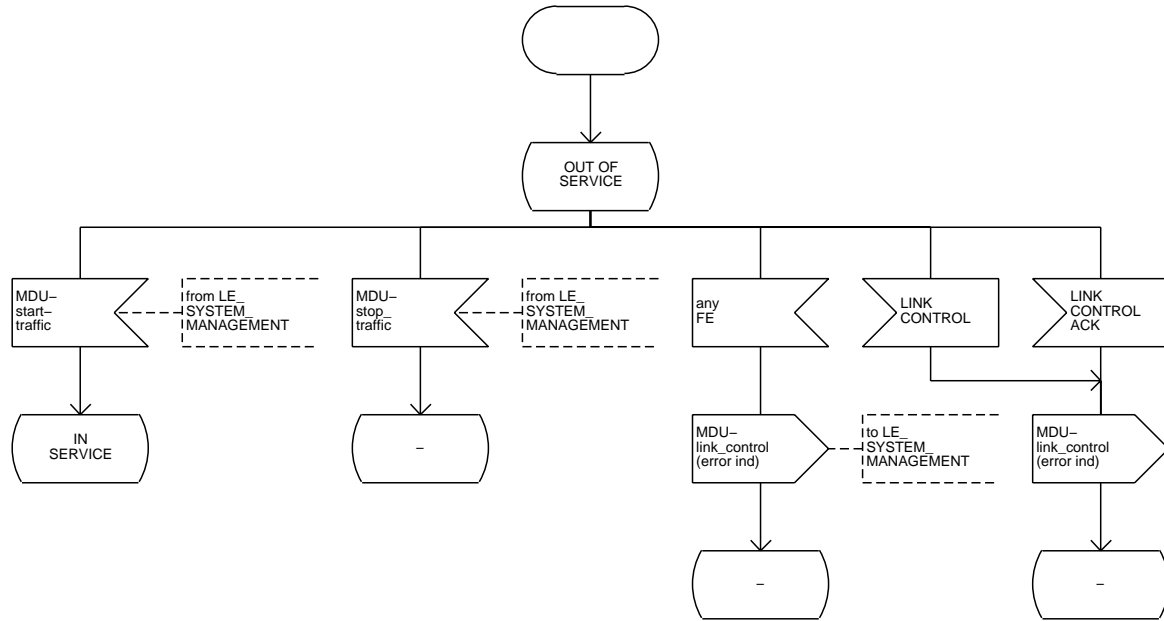 OUT OF
SERVICE
MDU–
start–
traffic
from LE_
SYSTEM_
MANAGEMENT
MDU–
stop_
traffic
from LE_
SYSTEM_
MANAGEMENT
any
FE
LINK
CONTROL
LINK
CONTROL
ACK
IN
SERVICE
–
MDU–
link_control
(error ind)
to LE_
SYSTEM_
MANAGEMENT
MDU–
link_control
(error ind)
–
–